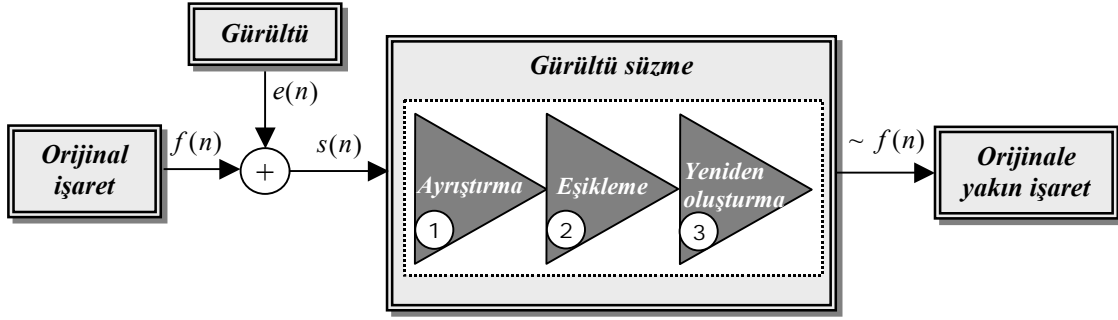 Gürültü
Gürültü süzme
e(n)
Orijinal
işaret
f(n)
+
s(n)
Ayrıştırma
1
Eşikleme
2
Yeniden
oluşturma
3
~ f(n)
Orijinale
yakın işaret